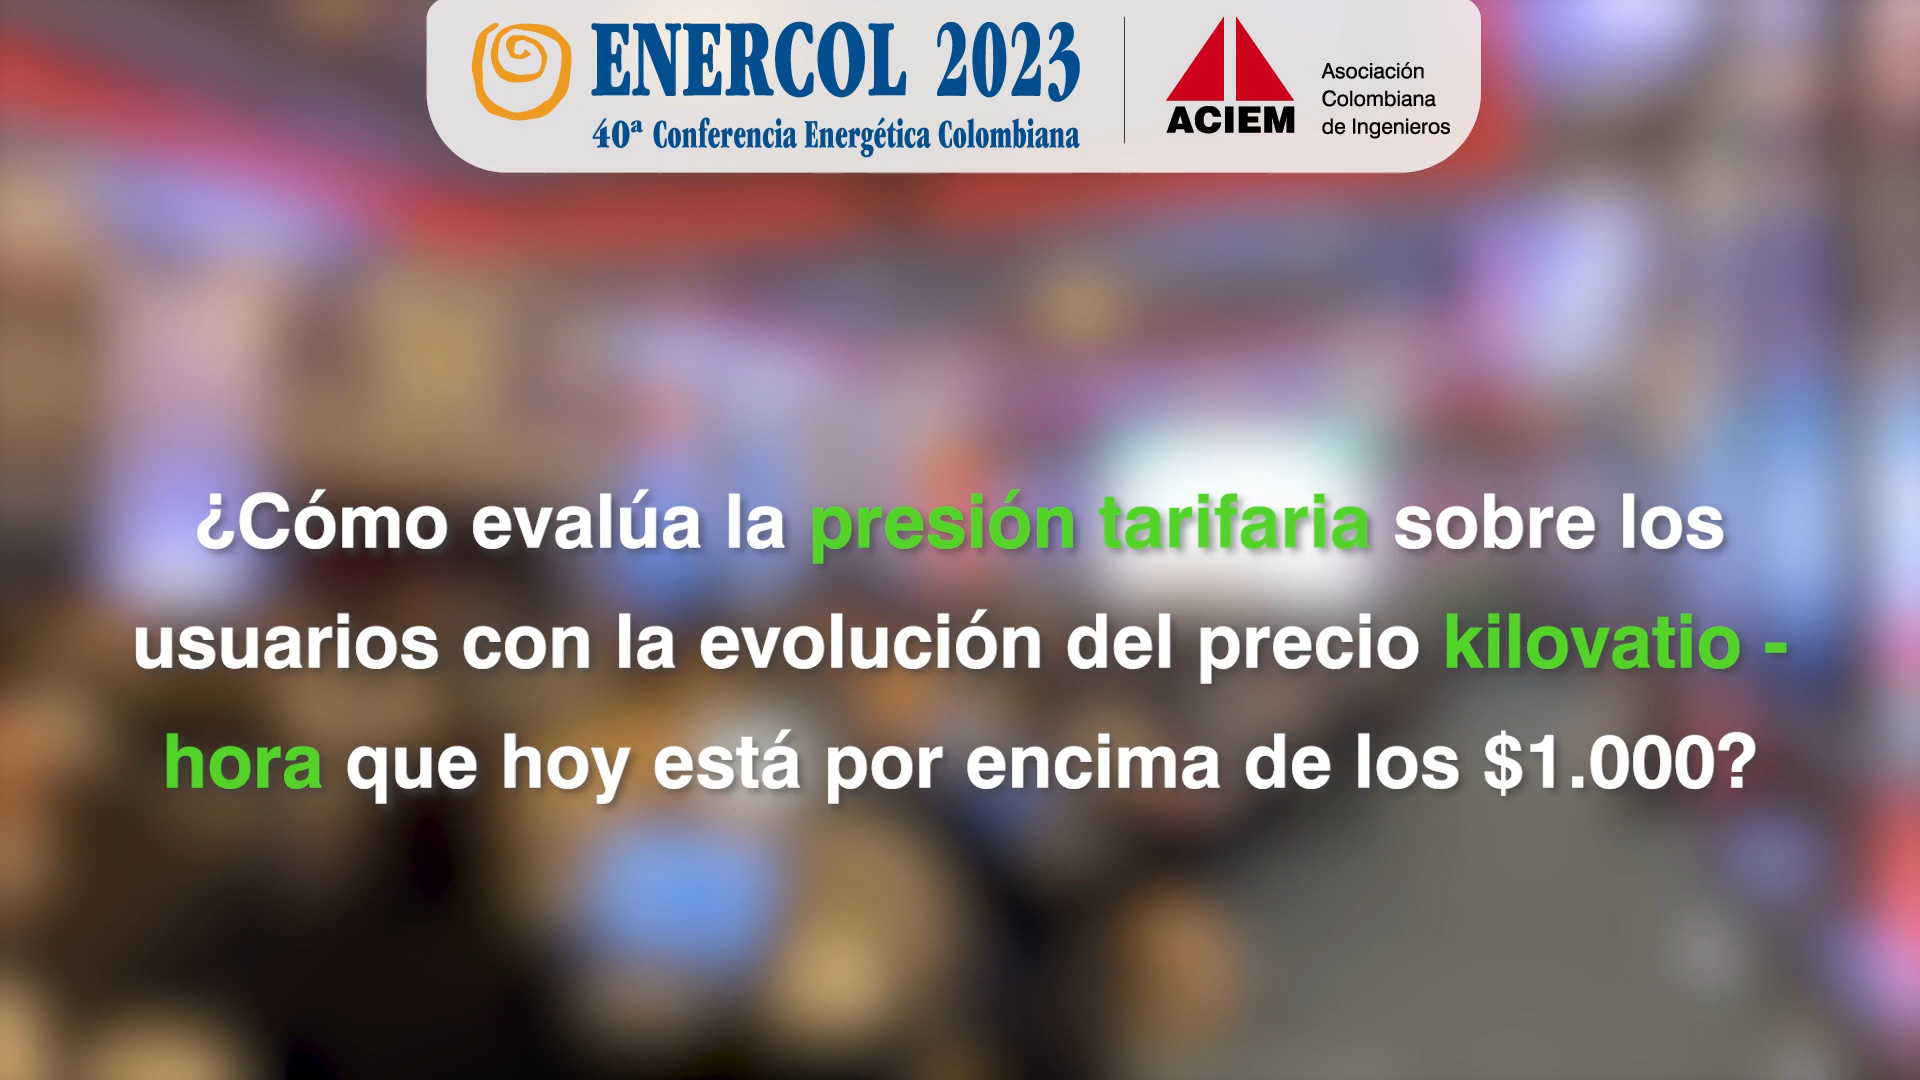 ENERCOL 2023
40ª Conferencia Energética Colombiana
ACIEM
Asociación
Colombiana
de Ingenieros
¿Cómo evalúa la presión tarifaria sobre los
usuarios con la evolución del precio kilovatio -
hora que hoy está por encima de los $1.000?